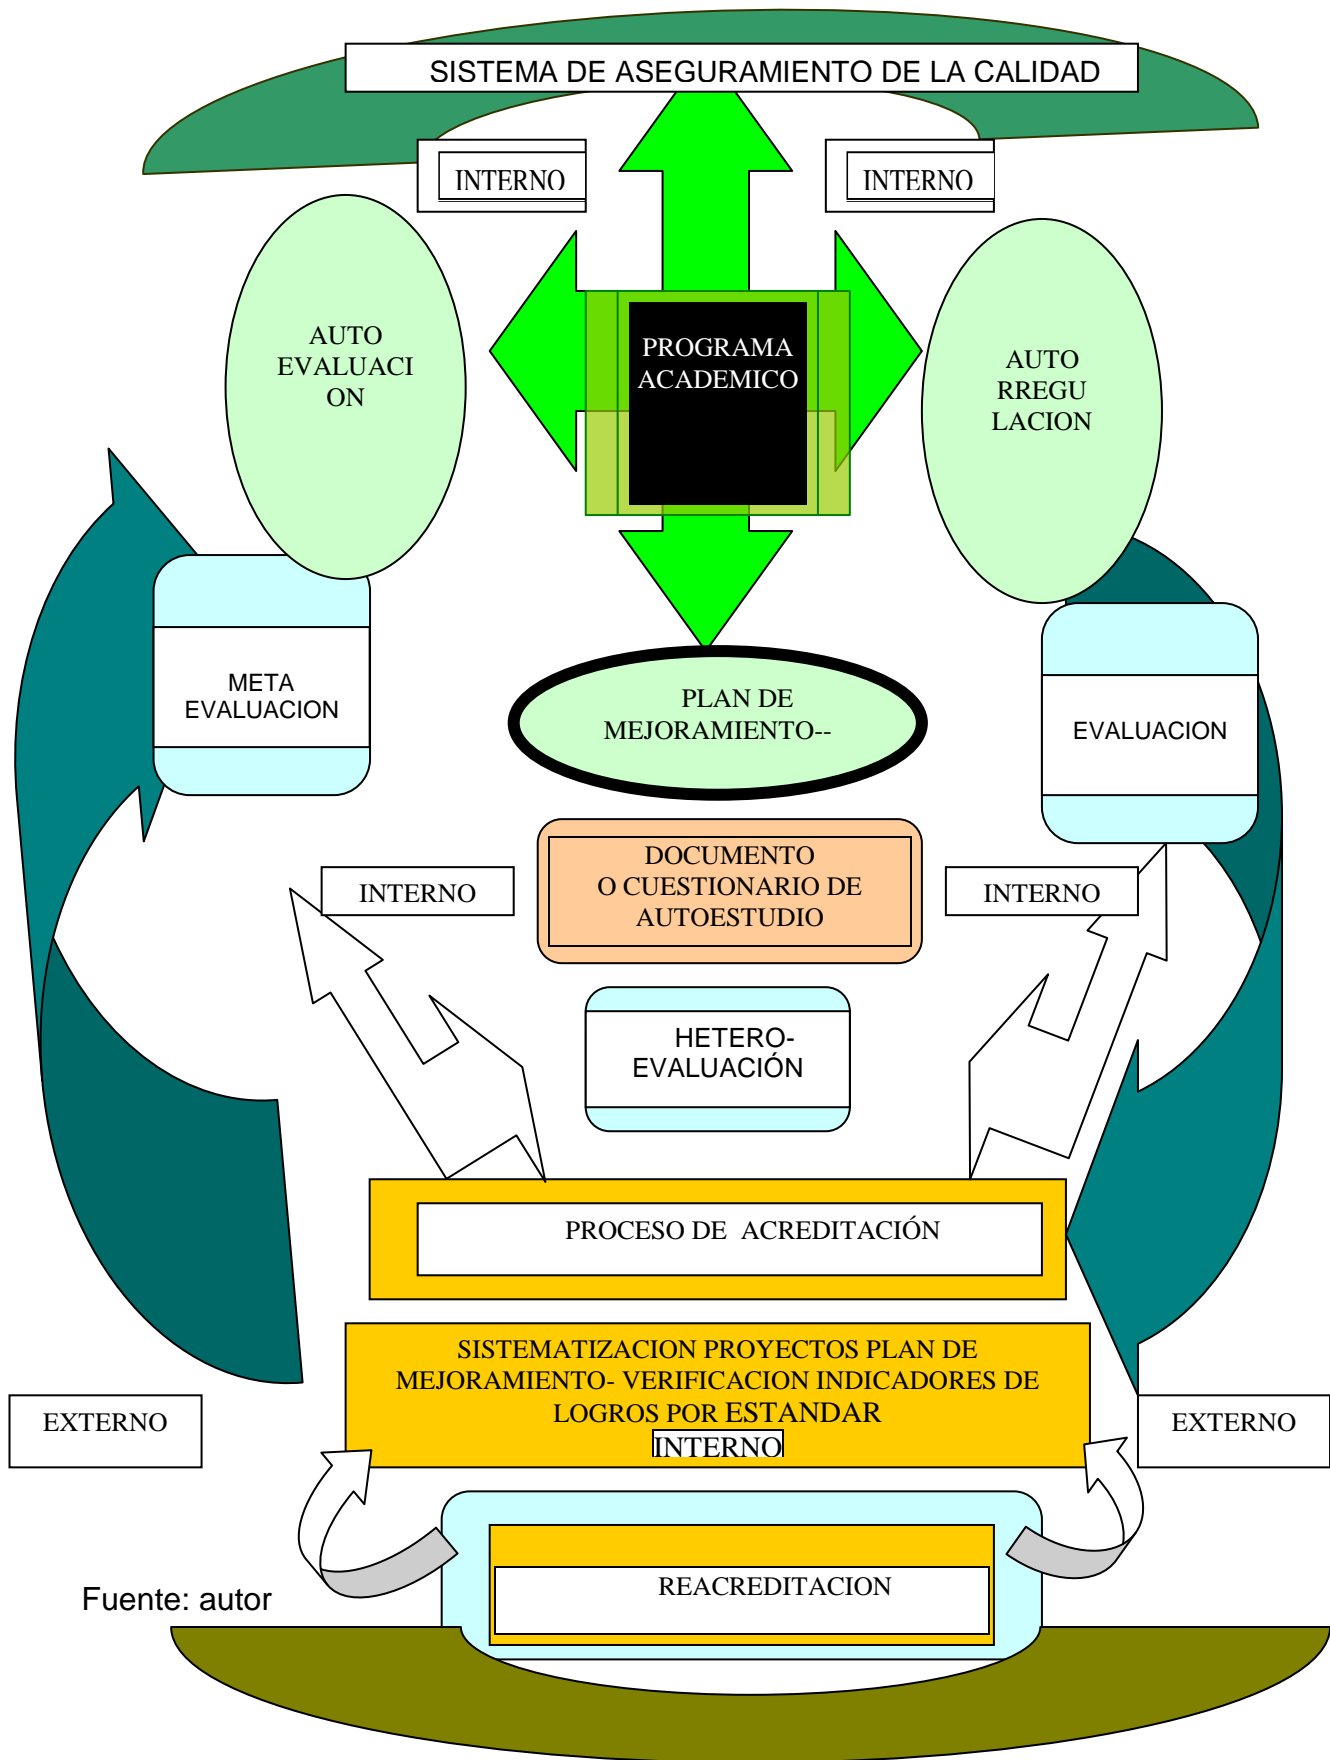 SISTEMA DE ASEGURAMIENTO DE LA CALIDAD
INTERNO
INTERNO
AUTO
EVALUACI
ON
PROGRAMA
ACADEMICO
AUTO
RREGU
LACION
META
EVALUACION
PLAN DE
MEJORAMIENTO--
EVALUACION
INTERNO
DOCUMENTO
O CUESTIONARIO DE
AUTOESTUDIO
INTERNO
HETERO-
EVALUACIÓN
PROCESO DE ACREDITACIÓN
SISTEMATIZACION PROYECTOS PLAN DE
MEJORAMIENTO- VERIFICACION INDICADORES DE
LOGROS POR ESTANDAR
INTERNO
EXTERNO
EXTERNO
REACREDITACION
Fuente: autor